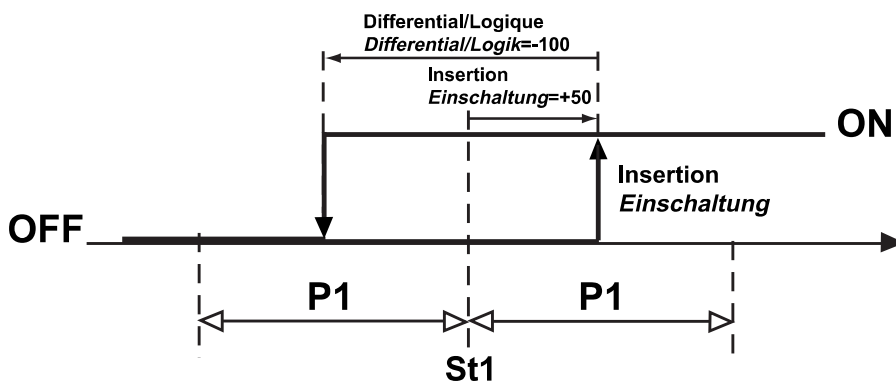 Differential/Logique
Differential/Logik=-100
Insertion
Einschaltung=+50
ON
Insertion
Einschaltung
OFF
P1
P1
St1